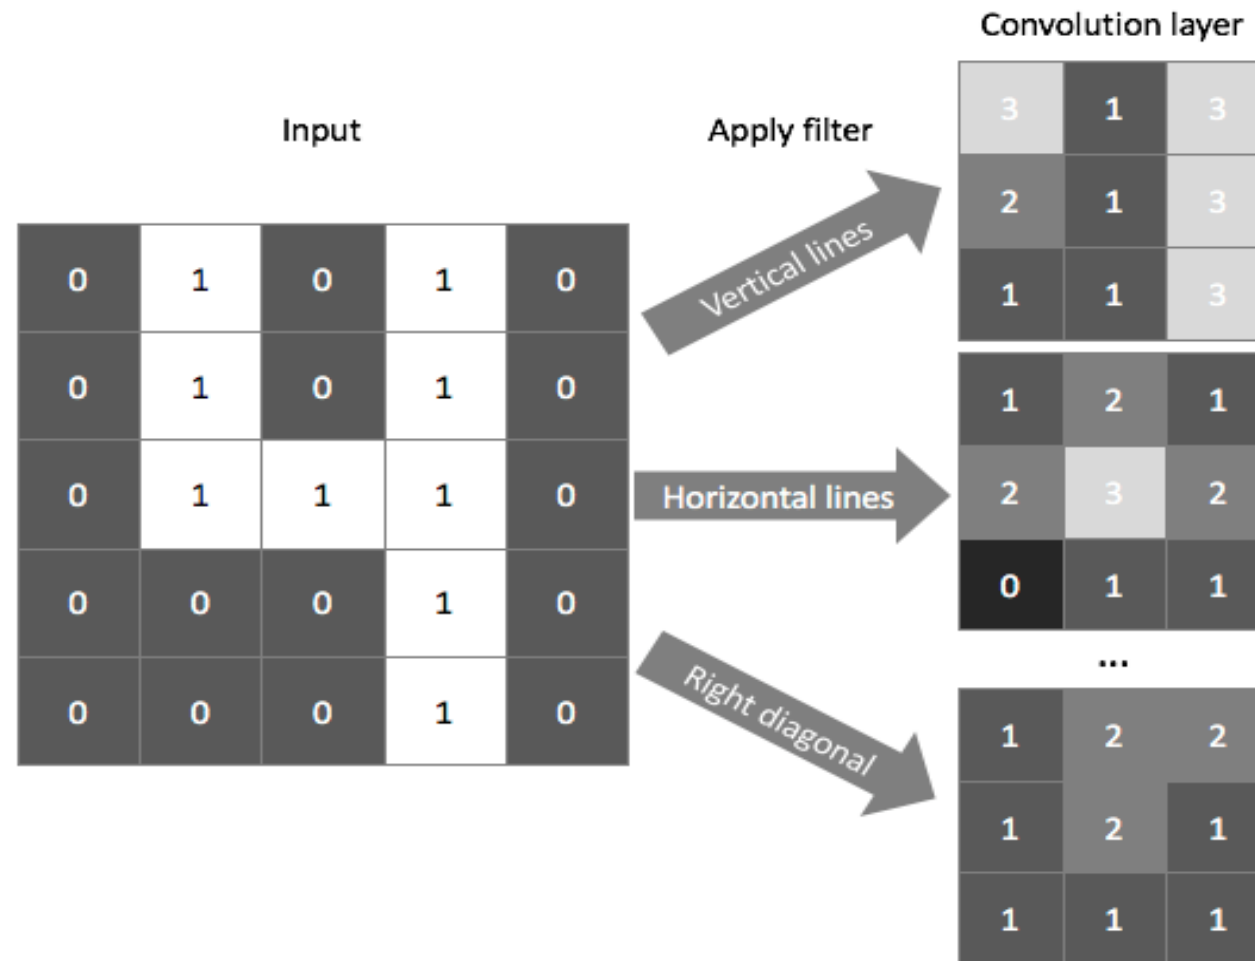 Convolution layer
Input
Apply filter
0 1 0 1 0
0 1 0 1 0
0 1 1 1 0
0 0 0 1 0
0 0 0 1 0
Vertical lines
Horizontal lines
Right diagonal
3 1 3
2 1 3
1 1 3
1 2 1
2 3 2
0 1 1
...
1 2 2
1 2 1
1 1 1